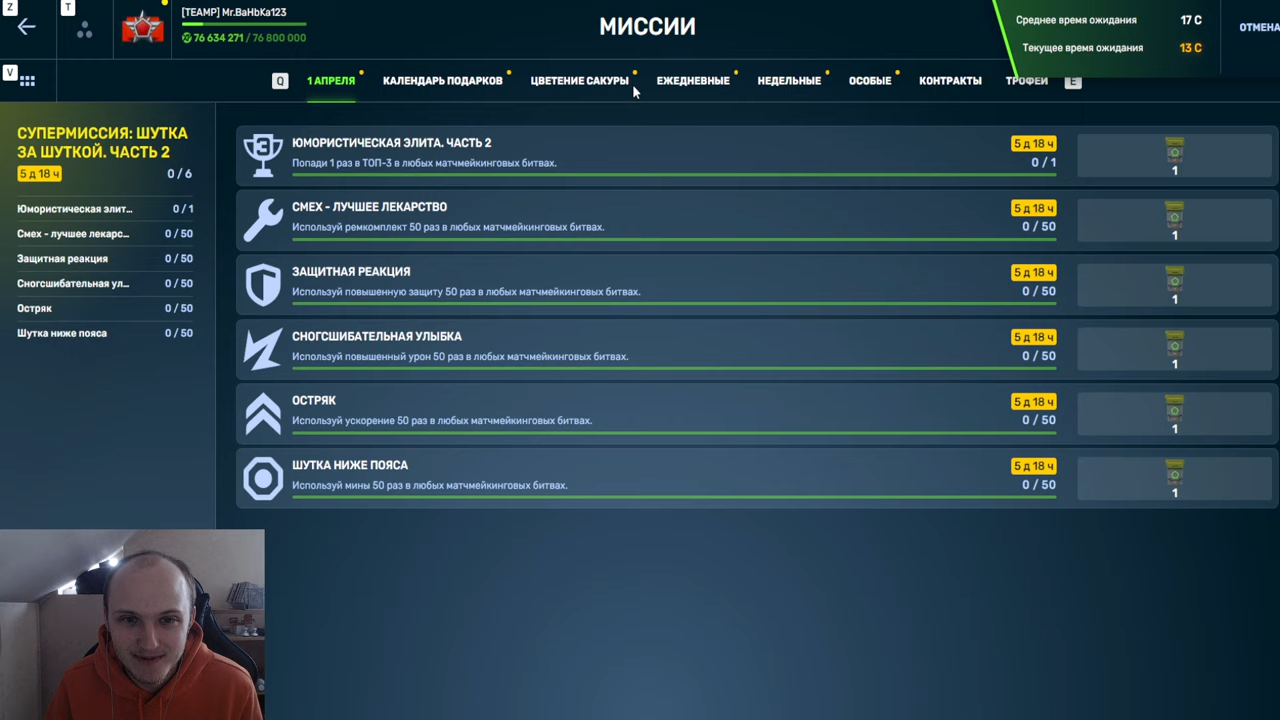 Z
T
[TEAMP] Mr.BaHbKa123
76 634 271 / 76 800 000
МИССИИ
Среднее время ожидания 17 С
Текущее время ожидания 13 С
ОТМЕНА
V
Q
1 АПРЕЛЯ
КАЛЕНДАРЬ ПОДАРКОВ
ЦВЕТЕНИЕ САКУРЫ
ЕЖЕДНЕВНЫЕ
НЕДЕЛЬНЫЕ
ОСОБЫЕ
КОНТРАКТЫ
ТРОФЕИ
E
СУПЕРМИССИЯ: ШУТКА
ЗА ШУТКОЙ. ЧАСТЬ 2
5 д 18 ч 0 / 6
Юмористическая элит... 0 / 1
Смех - лучшее лекарс... 0 / 50
Защитная реакция 0 / 50
Сногсшибательная ул... 0 / 50
Остряк 0 / 50
Шутка ниже пояса 0 / 50
ЮМОРИСТИЧЕСКАЯ ЭЛИТА. ЧАСТЬ 2 5 д 18 ч
3
Попади 1 раз в ТОП-3 в любых матчмейкинговых битвах. 0 / 1
1
СМЕХ - ЛУЧШЕЕ ЛЕКАРСТВО 5 д 18 ч
Используй ремкомплект 50 раз в любых матчмейкинговых битвах. 0 / 50
1
ЗАЩИТНАЯ РЕАКЦИЯ 5 д 18 ч
Используй повышенную защиту 50 раз в любых матчмейкинговых битвах. 0 / 50
1
СНОГСШИБАТЕЛЬНАЯ УЛЫБКА 5 д 18 ч
Используй повышенный урон 50 раз в любых матчмейкинговых битвах. 0 / 50
1
ОСТРЯК 5 д 18 ч
Используй ускорение 50 раз в любых матчмейкинговых битвах. 0 / 50
1
ШУТКА НИЖЕ ПОЯСА 5 д 18 ч
Используй мины 50 раз в любых матчмейкинговых битвах. 0 / 50
1